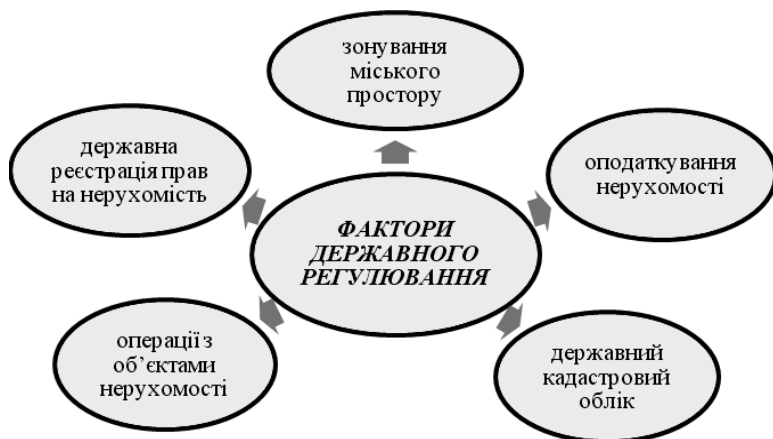 зонування
міського
простору
державна
реєстрація прав
на нерухомість
оподаткування
нерухомості
ФАКТОРИ
ДЕРЖАВНОГО
РЕГУЛЮВАННЯ
операції з
об’єктами
нерухомості
державний
кадастровий
облік